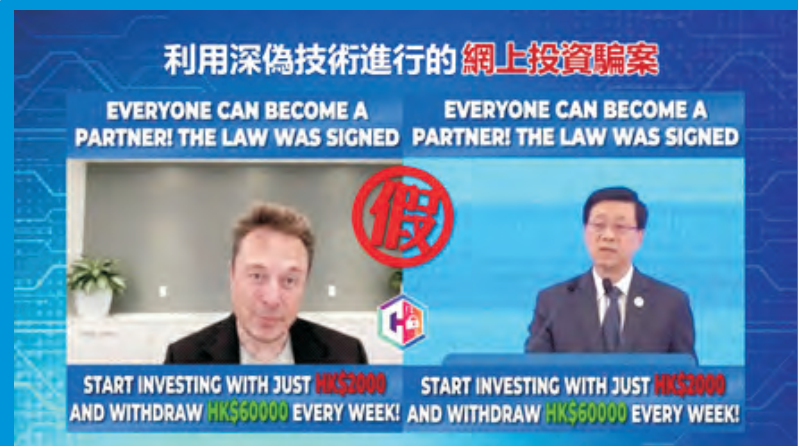 利用深偽技術進行的網上投資騙案
EVERYONE CAN BECOME A
PARTNER! THE LAW WAS SIGNED
EVERYONE CAN BECOME A
PARTNER! THE LAW WAS SIGNED
假
START INVESTING WITH JUST HK$2000
AND WITHDRAW HK$60000 EVERY WEEK!
START INVESTING WITH JUST HK$2000
AND WITHDRAW HK$60000 EVERY WEEK!